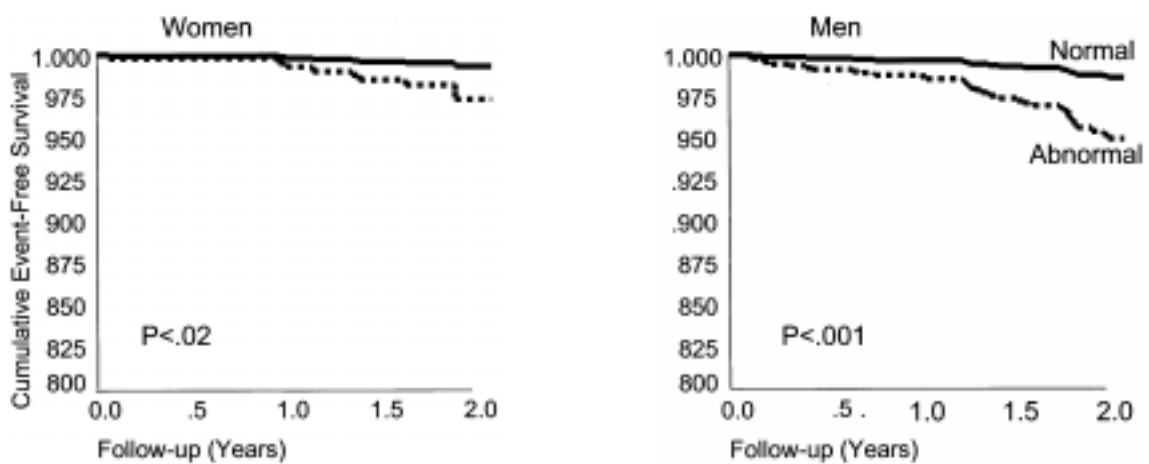 Women
Cumulative Event-Free Survival
1.000
975
950
925
900
875
850
825
800
P<.02
0.0 .5 1.0 1.5 2.0
Follow-up (Years)
Men
Normal
1.000
975
950
Abnormal
.925
.900
875
850
825
800
P<.001
0.0 .5 . 1.0 1.5 2.0
Follow-up (Years)